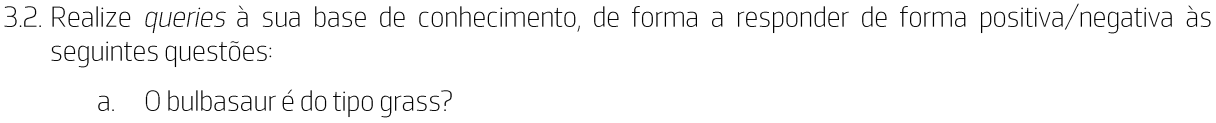 3.2. Realize queries à sua base de conhecimento, de forma a responder de forma positiva/negativa às
seguintes questões:
a. O bulbasaur é do tipo grass?